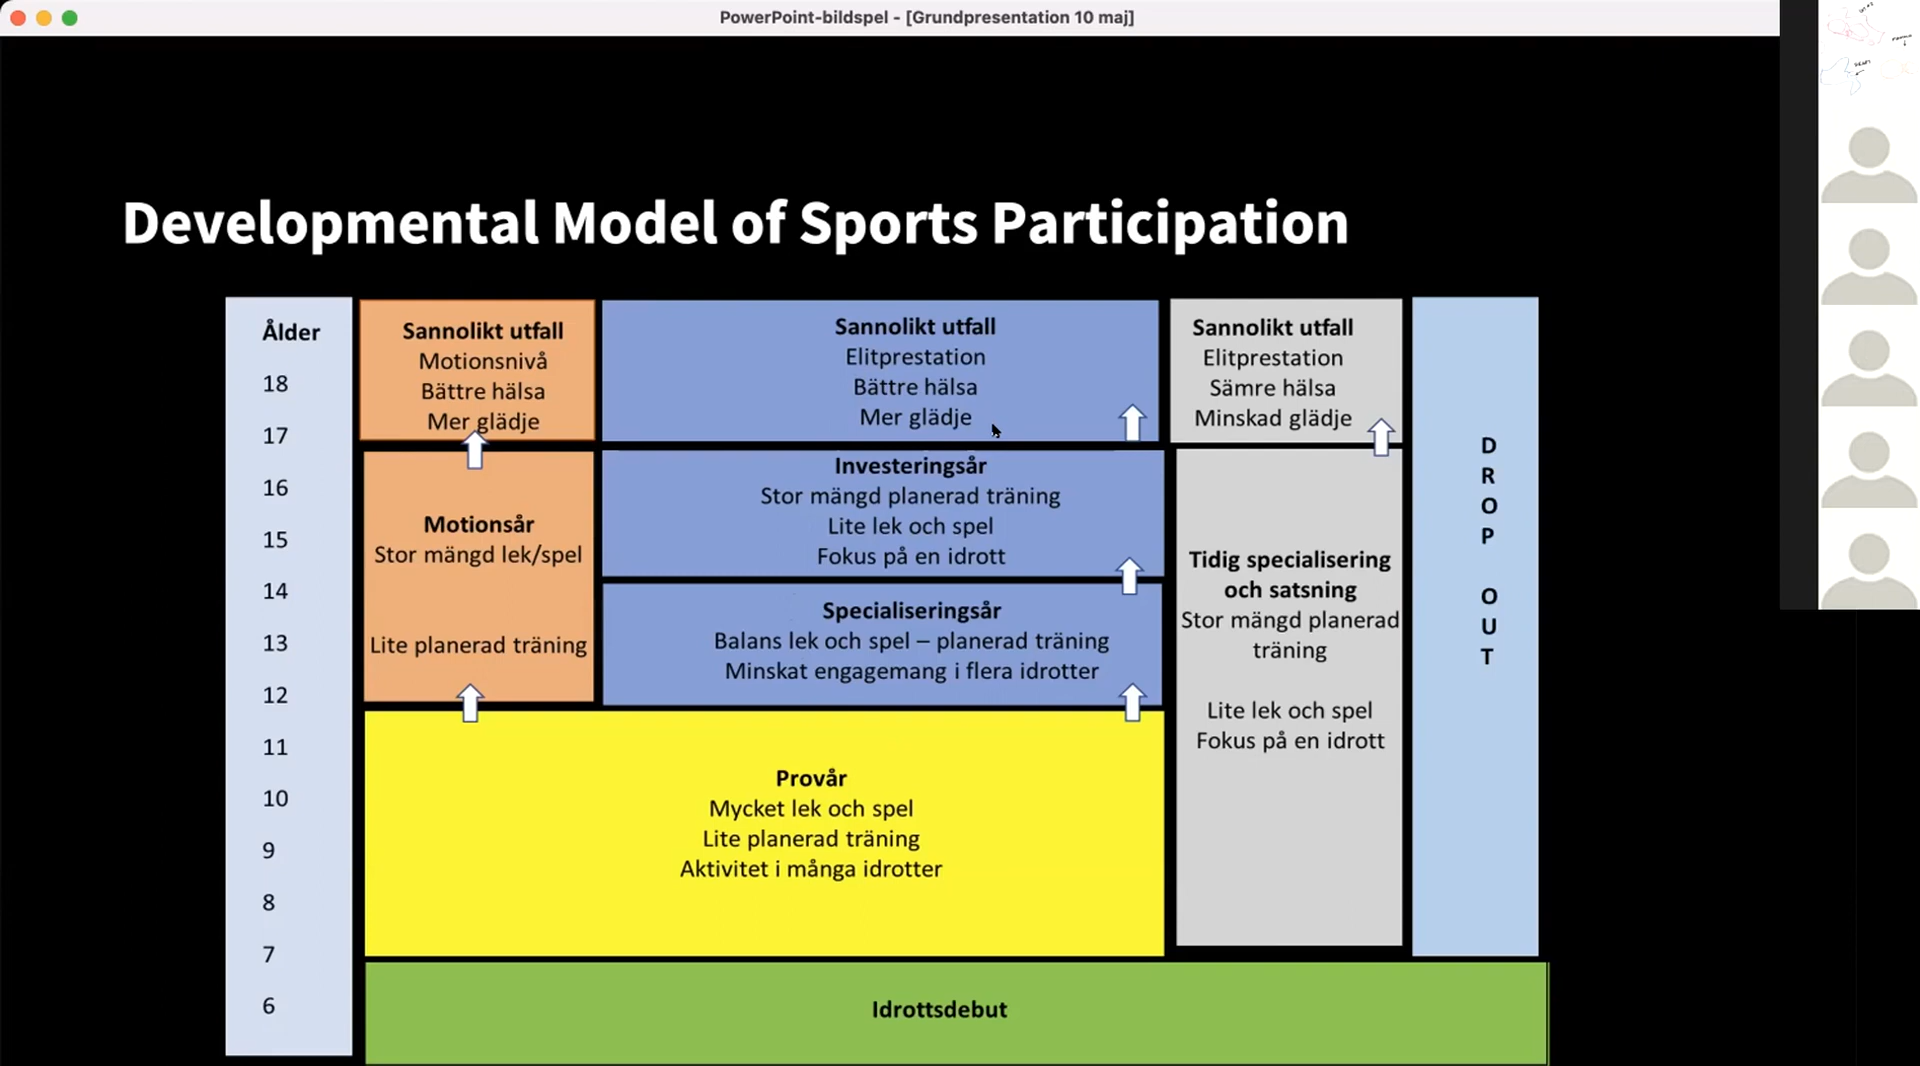 PowerPoint-bildspel - [Grundpresentation 10 maj]
Developmental Model of Sports Participation
Ålder
18
17
16
15
14
13
12
11
10
9
8
7
6
Sannolikt utfall
Motionsnivå
Bättre hälsa
Mer glädje
Motionsår
Stor mängd lek/spel
Lite planerad träning
Sannolikt utfall
Elitprestation
Bättre hälsa
Mer glädje
Investeringsår
Stor mängd planerad träning
Lite lek och spel
Fokus på en idrott
Specialiseringsår
Balans lek och spel – planerad träning
Minskat engagemang i flera idrotter
Provår
Mycket lek och spel
Lite planerad träning
Aktivitet i många idrotter
Sannolikt utfall
Elitprestation
Sämre hälsa
Minskad glädje
Tidig specialisering
och satsning
Stor mängd planerad
träning
Lite lek och spel
Fokus på en idrott
D
R
O
P
O
U
T
Idrottsdebut